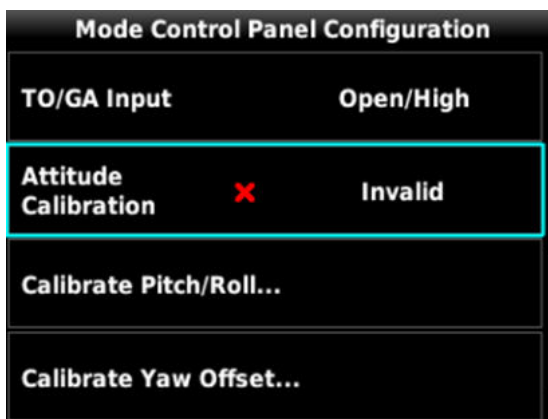 Mode Control Panel Configuration
TO/GA Input Open/High
Attitude
Calibration Invalid
Calibrate Pitch/Roll...
Calibrate Yaw Offset...